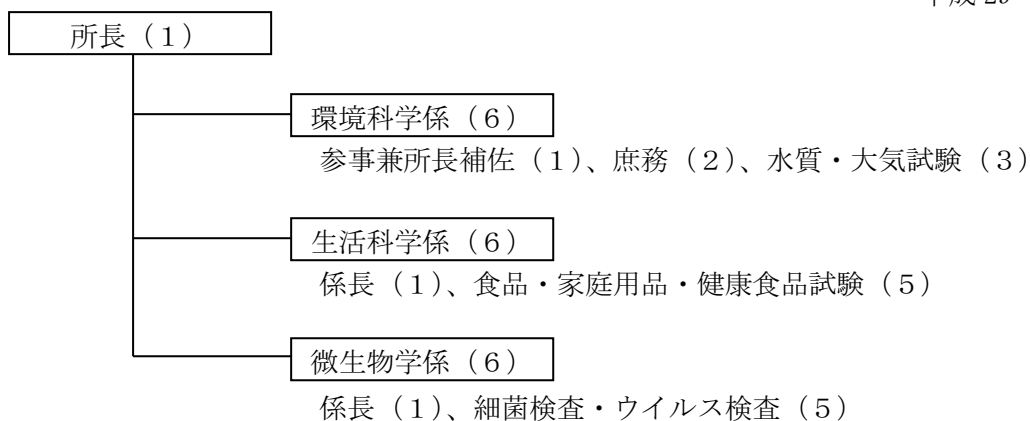 所長（１）
環境科学係（６）
参事兼所長補佐（１）、庶務（２）、水質・大気試験（３）
生活科学係（６）
係長（１）、食品・家庭用品・健康食品試験（５）
微生物学係（６）
係長（１）、細菌検査・ウイルス検査（５）